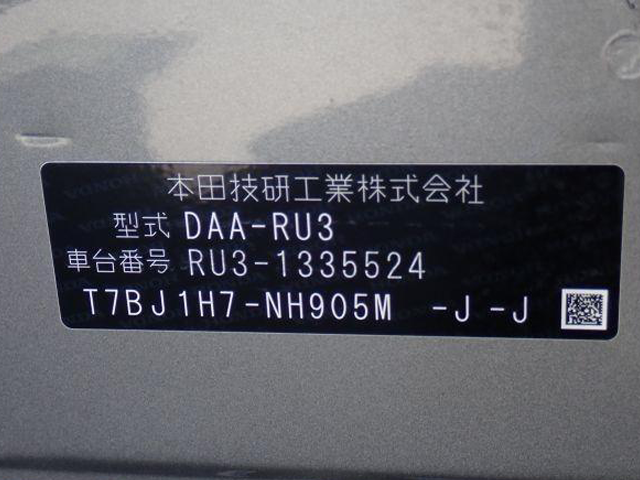 本田技研工業株式会社
型式 DAA-RU3
車台番号 RU3-1335524
T7BJ1H7-NH905M -J -J